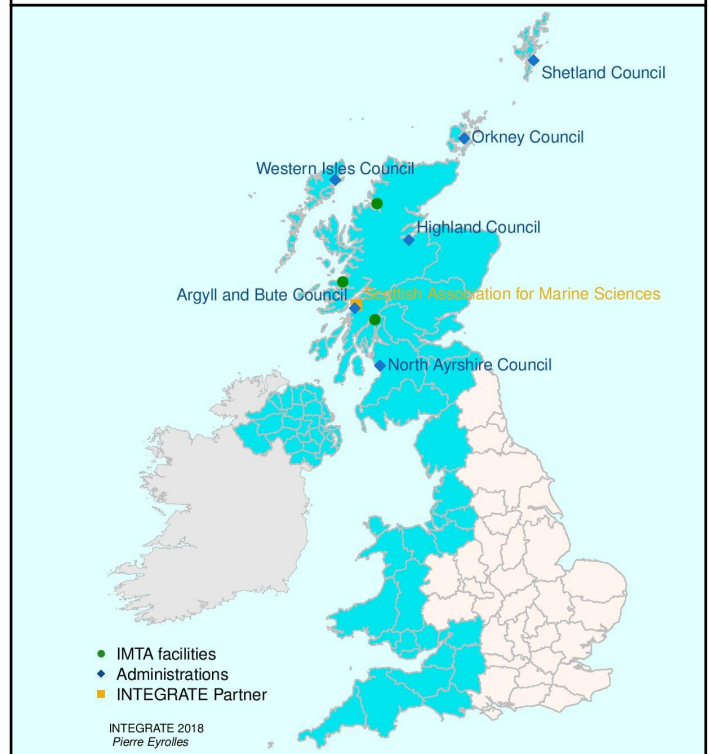 Shetland Council
Orkney Council
Western Isles Council
Highland Council
Argyll and Bute Council
Scottish Association for Marine Sciences
North Ayrshire Council
IMTA facilities
Administrations
INTEGRATE Partner
INTEGRATE 2018
Pierre Eyrolles